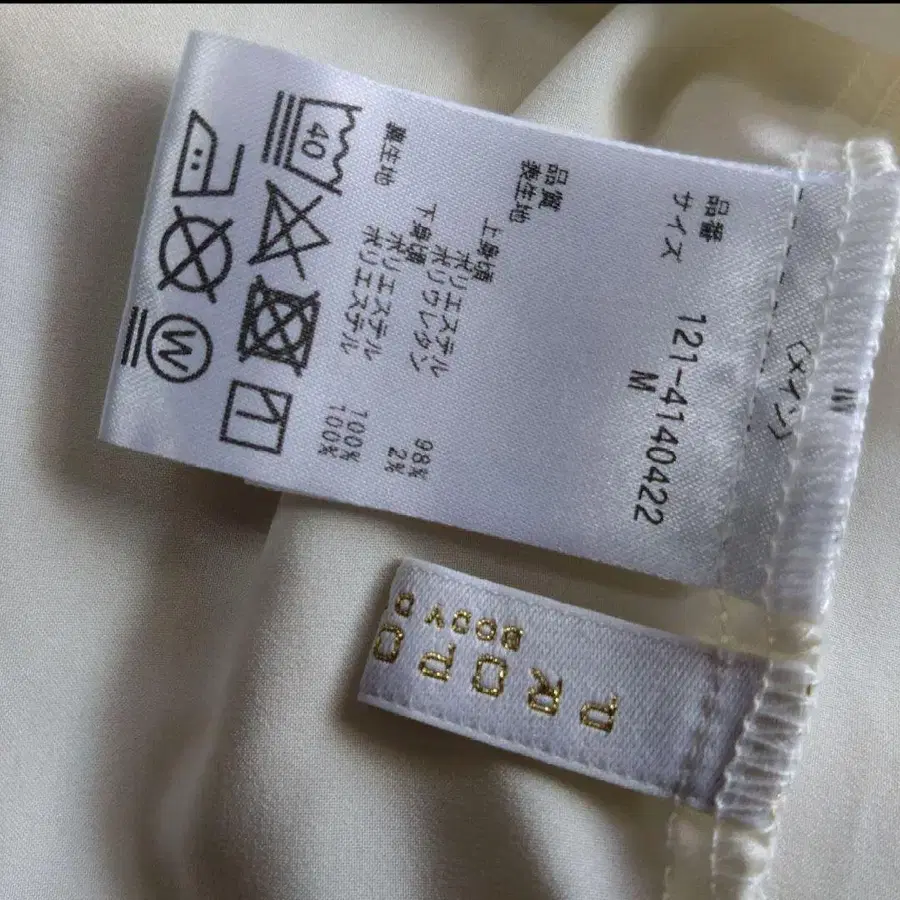 (メイン)
品番 121-4140422
サイズ M
品質
表生地
上身頃
ポリエステル 98%
ポリウレタン 2%
下身頃
ポリエステル 100%
裏生地 ポリエステル 100%
40
W
PROPO
BODY D